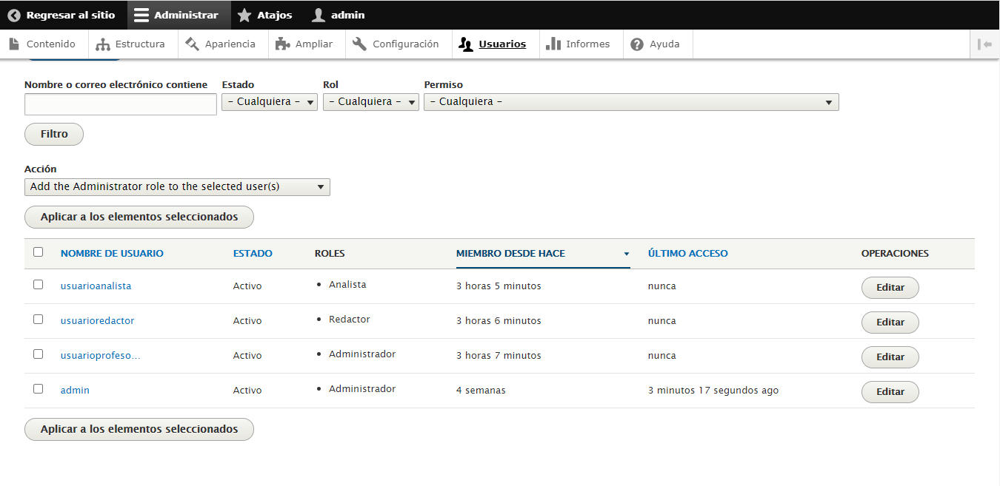 Regresar al sitio Administrar Atajos admin
Contenido Estructura Apariencia Ampliar Configuración Usuarios Informes Ayuda
Nombre o correo electrónico contiene Estado Rol Permiso
- Cualquiera - - Cualquiera - - Cualquiera -
Filtro
Acción
Add the Administrator role to the selected user(s)
Aplicar a los elementos seleccionados
NOMBRE DE USUARIO ESTADO ROLES MIEMBRO DESDE HACE ÚLTIMO ACCESO OPERACIONES
usuarioanalista Activo • Analista 3 horas 5 minutos nunca Editar
usuarioredactor Activo • Redactor 3 horas 6 minutos nunca Editar
usuarioprofeso... Activo • Administrador 3 horas 7 minutos nunca Editar
admin Activo • Administrador 4 semanas 3 minutos 17 segundos ago Editar
Aplicar a los elementos seleccionados